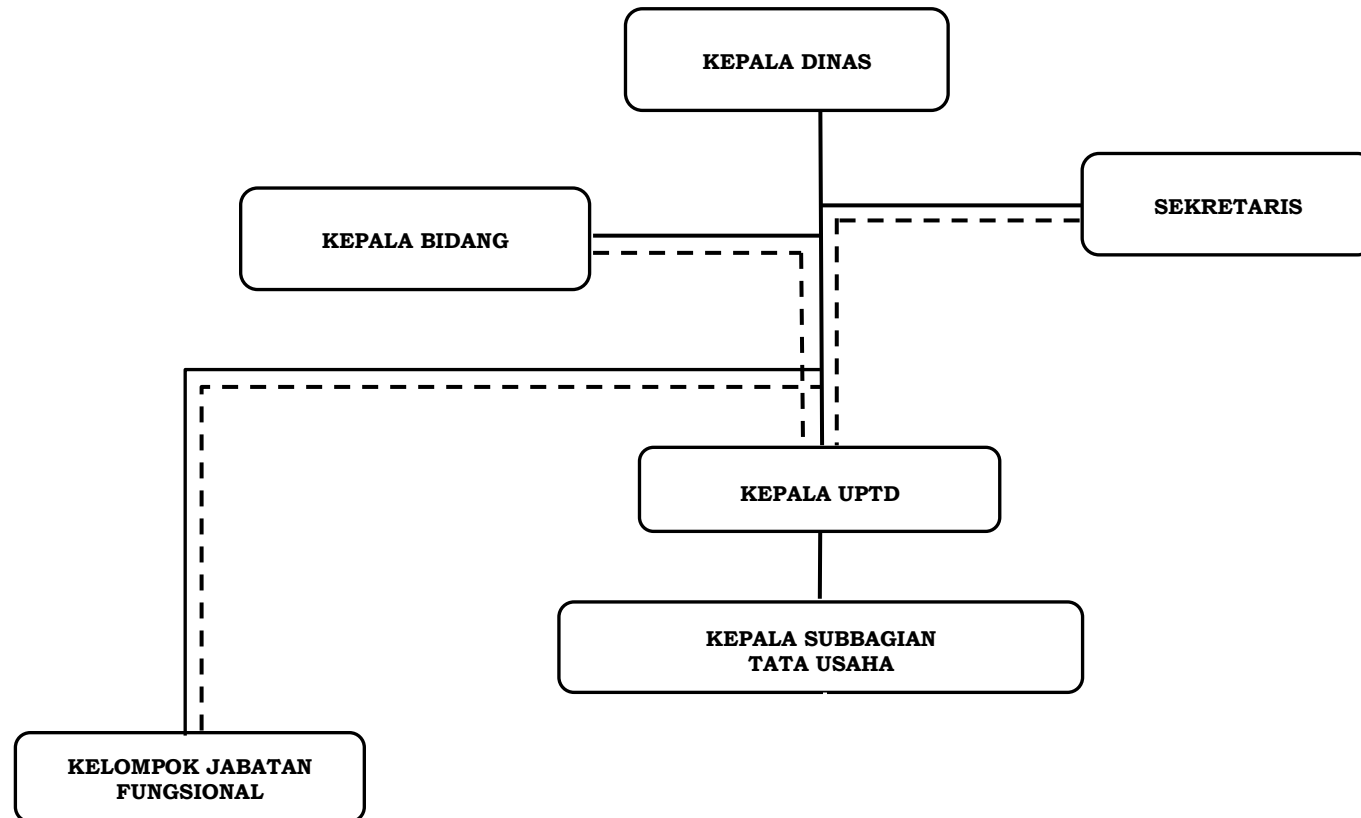 KEPALA DINAS
SEKRETARIS
KEPALA BIDANG
KEPALA UPTD
KEPALA SUBBAGIAN
TATA USAHA
KELOMPOK JABATAN
FUNGSIONAL